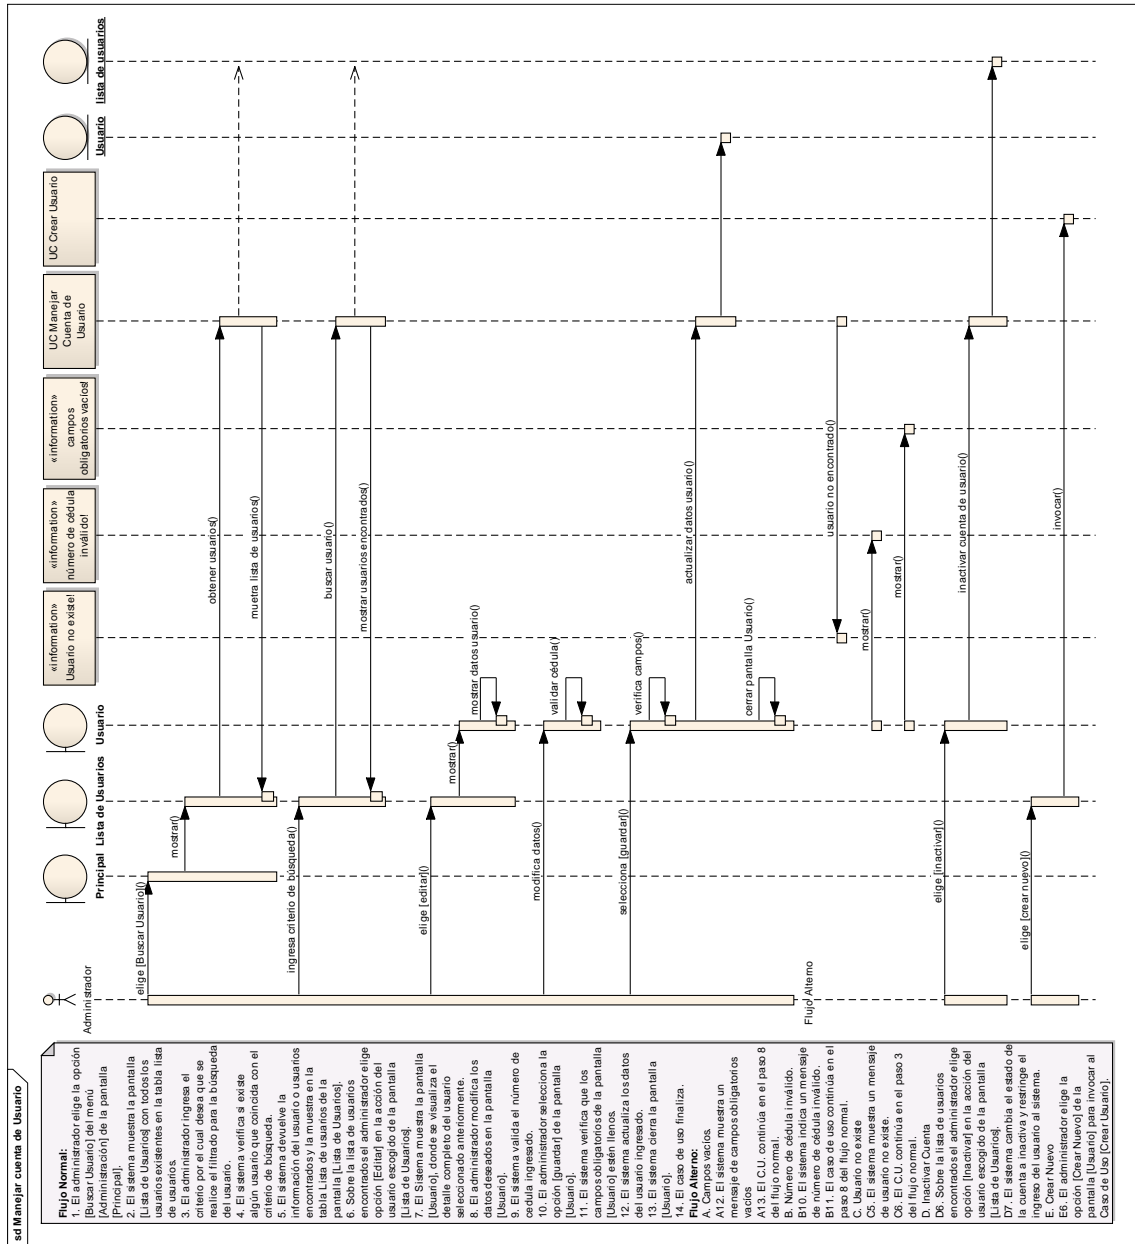 sd Manejar cuenta de Usuario
Flujo Normal:
1. El administrador elige la opción
[Buscar Usuario] del menú
[Administración] de la pantalla
[Principal].
2. El sistema muestra la pantalla
[Lista de Usuarios] con todos los
usuarios existentes en la tabla lista
de usuarios.
3. El administrador ingresa el
criterio por el cual desea que se
realice el filtrado para la búsqueda
del usuario.
4. El sistema verifica si existe
algún usuario que coincida con el
criterio de búsqueda.
5. El sistema devuelve la
información del usuario o usuarios
encontrados y la muestra en la
tabla Lista de usuarios de la
pantalla [Lista de Usuarios].
6. Sobre la lista de usuarios
encontrados el administrador elige
opción [Editar] en la acción del
usuario escogido de la pantalla
[Lista de Usuarios].
7. El Sistema muestra la pantalla
[Usuario], donde se visualiza el
detalle completo del usuario
seleccionado anteriormente.
8. El administrador modifica los
datos deseados en la pantalla
[Usuario].
9. El sistema valida el número de
cedula ingresado.
10. El administrador selecciona la
opción [guardar] de la pantalla
[Usuario].
11. El sistema verifica que los
campos obligatorios de la pantalla
[Usuario] estén llenos.
12. El sistema actualiza los datos
del usuario ingresado.
13. El sistema cierra la pantalla
[Usuario].
14. El caso de uso finaliza.
Flujo Alterno:
A. Campos vacíos.
A12. El sistema muestra un
mensaje de campos obligatorios
vacíos
A13. El C.U. continúa en el paso 8
del flujo normal.
B. Número de cédula inválido.
B10. El sistema indica un mensaje
de número de cédula inválido.
B11. El caso de uso continúa en el
paso 8 del flujo normal.
C. Usuario no existe
C5. El sistema muestra un mensaje
de usuario no existe.
C6. El C.U. continúa en el paso 3
del flujo normal.
D. Inactivar Cuenta
D6. Sobre la lista de usuarios
encontrados el administrador elige
opción [Inactivar] en la acción del
usuario escogido de la pantalla
[Lista de Usuarios].
D7. El sistema cambia el estado de
la cuenta a inactiva y restringe el
ingreso del usuario al sistema.
E. Crear Nuevo
E6. El administrador elige la
opción [Crear Nuevo] de la
pantalla [Usuario] para invocar al
Caso de Uso [Crear Usuario].
Administrador
Principal
Lista de Usuarios
Usuario
«information»
Usuario no existe!
«information»
número de cédula
inválido!
«information»
campos
obligatorios vacíos!
UC Manejar
Cuenta de
Usuario
UC Crear Usuario
Usuario
lista de usuarios
elige [Buscar Usuario]()
mostrar()
obtener usuarios()
muetra lista de usuarios()
ingresa criterio de búsqueda()
buscar usuario()
mostrar usuarios encontrados()
elige [editar]()
mostrar()
mostrar datos usuario()
modifica datos()
validar cédula()
selecciona [guardar]()
verifica campos()
actualizar datos usuario()
cerrar pantalla Usuario()
Flujo Alterno
usuario no encontrado()
mostrar()
mostrar()
elige [inactivar]()
inactivar cuenta de usuario()
elige [crear nuevo]()
invocar()